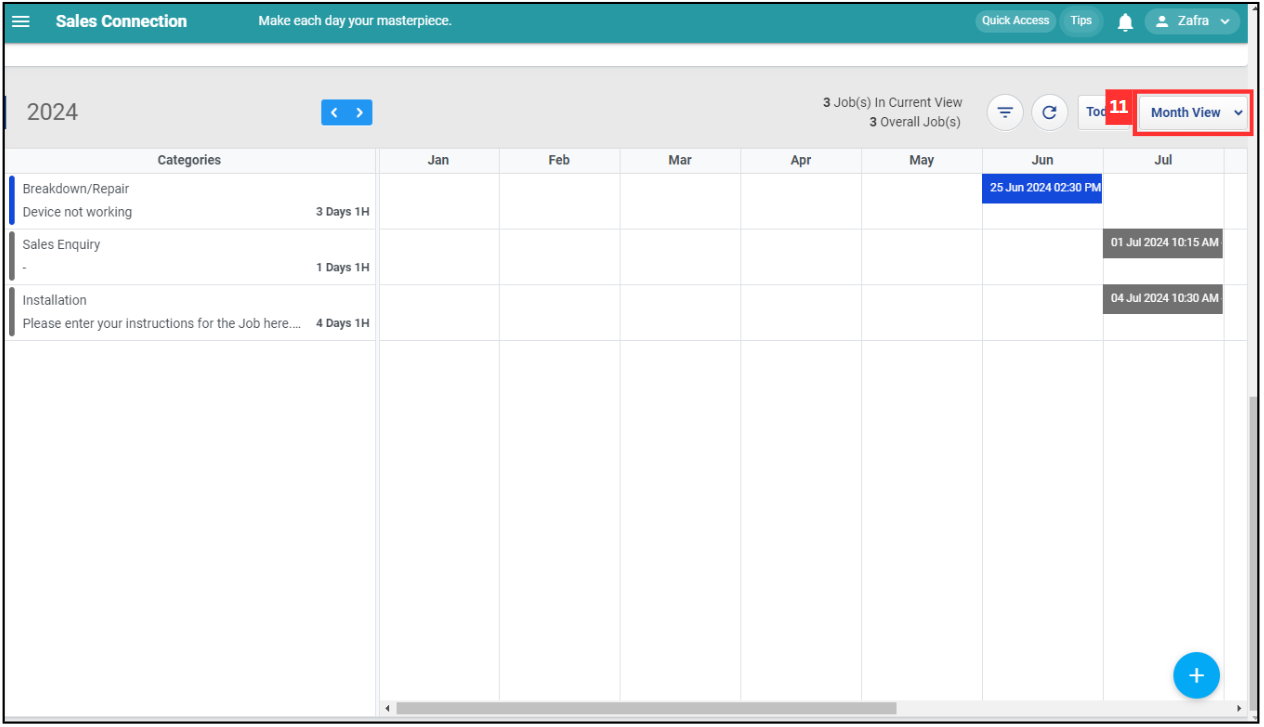 Sales Connection
Make each day your masterpiece.
Quick Access
Tips
Zafra
2024
3 Job(s) In Current View
3 Overall Job(s)
11
Month View
Categories
Jan
Feb
Mar
Apr
May
Jun
Jul
Breakdown/Repair
25 Jun 2024 02:30 PM
Device not working
3 Days 1H
Sales Enquiry
01 Jul 2024 10:15 AM
-
1 Days 1H
Installation
04 Jul 2024 10:30 AM
Please enter your instructions for the Job here....
4 Days 1H